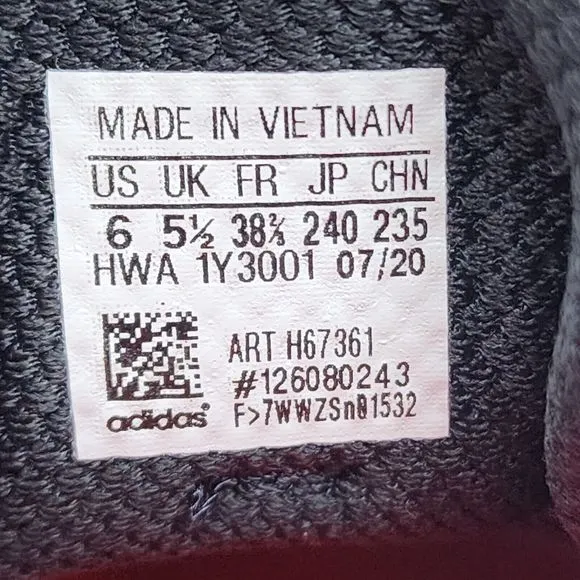 MADE IN VIETNAM
US UK FR JP CHN
6 5½ 38⅔ 240 235
HWA 1Y3001 07/20
ART H67361
#126080243
adidas